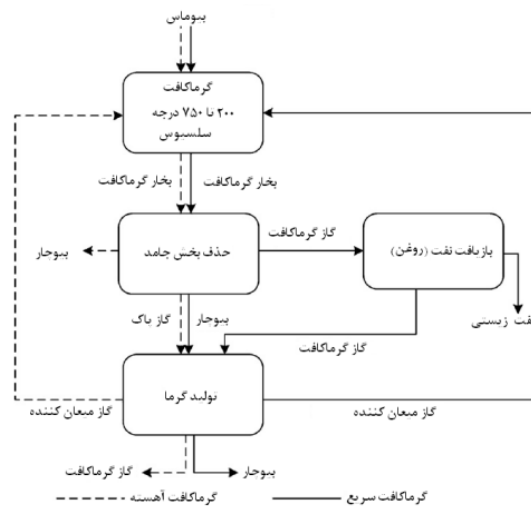 بیوماس
گرماکافت
۲۰۰ تا ۷۵۰ درجه
سلسیوس
بخار گرماکافت
بخار گرماکافت
گاز گرماکافت
بیوچار
حذف بخش جامد
بازیافت نفت (روغن)
نفت زیستی
بیوچار
گاز پاک
گاز گرماکافت
تولید گرما
گاز میعان کننده
گاز میعان کننده
بیوچار
گاز گرماکافت
گرماکافت سریع
گرماکافت آهسته